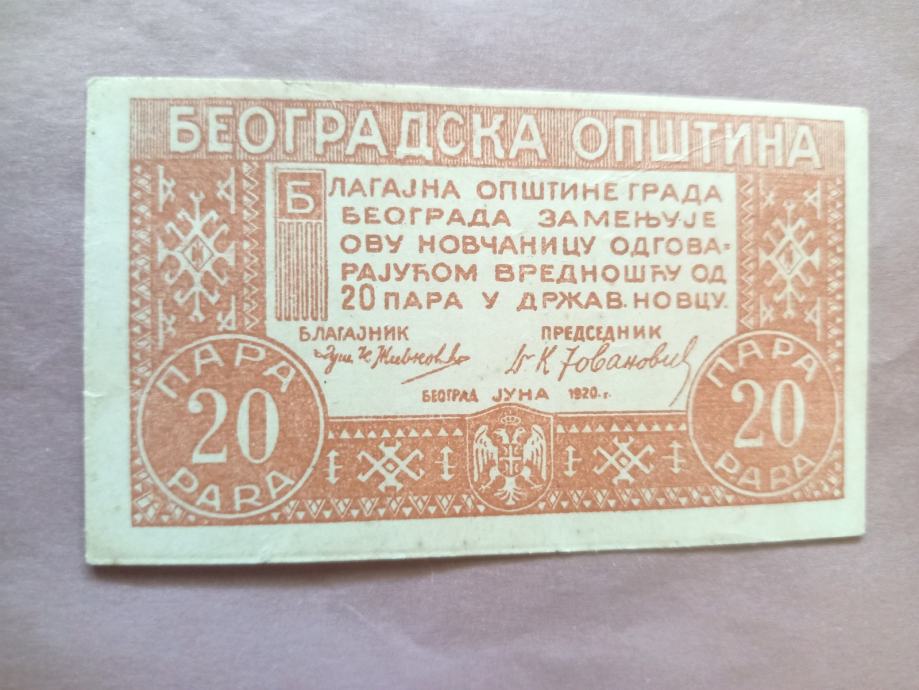 БЕОГРАДСКА ОПШТИНА
БЛАГАЈНА ОПШТИНЕ ГРАДА
БЕОГРАДА ЗАМЕЊУЈЕ
ОВУ НОВЧАНИЦУ ОДГОВА-
РАЈУЋОМ ВРЕДНОШЋУ ОД
20 ПАРА У ДРЖАВ. НОВЦУ.
БЛАГАЈНИК ПРЕДСЕДНИК
К Јовановић
БЕОГРАД ЈУНА 1920. г.
ПАРА
20
PARA
ПАРА
20
PARA